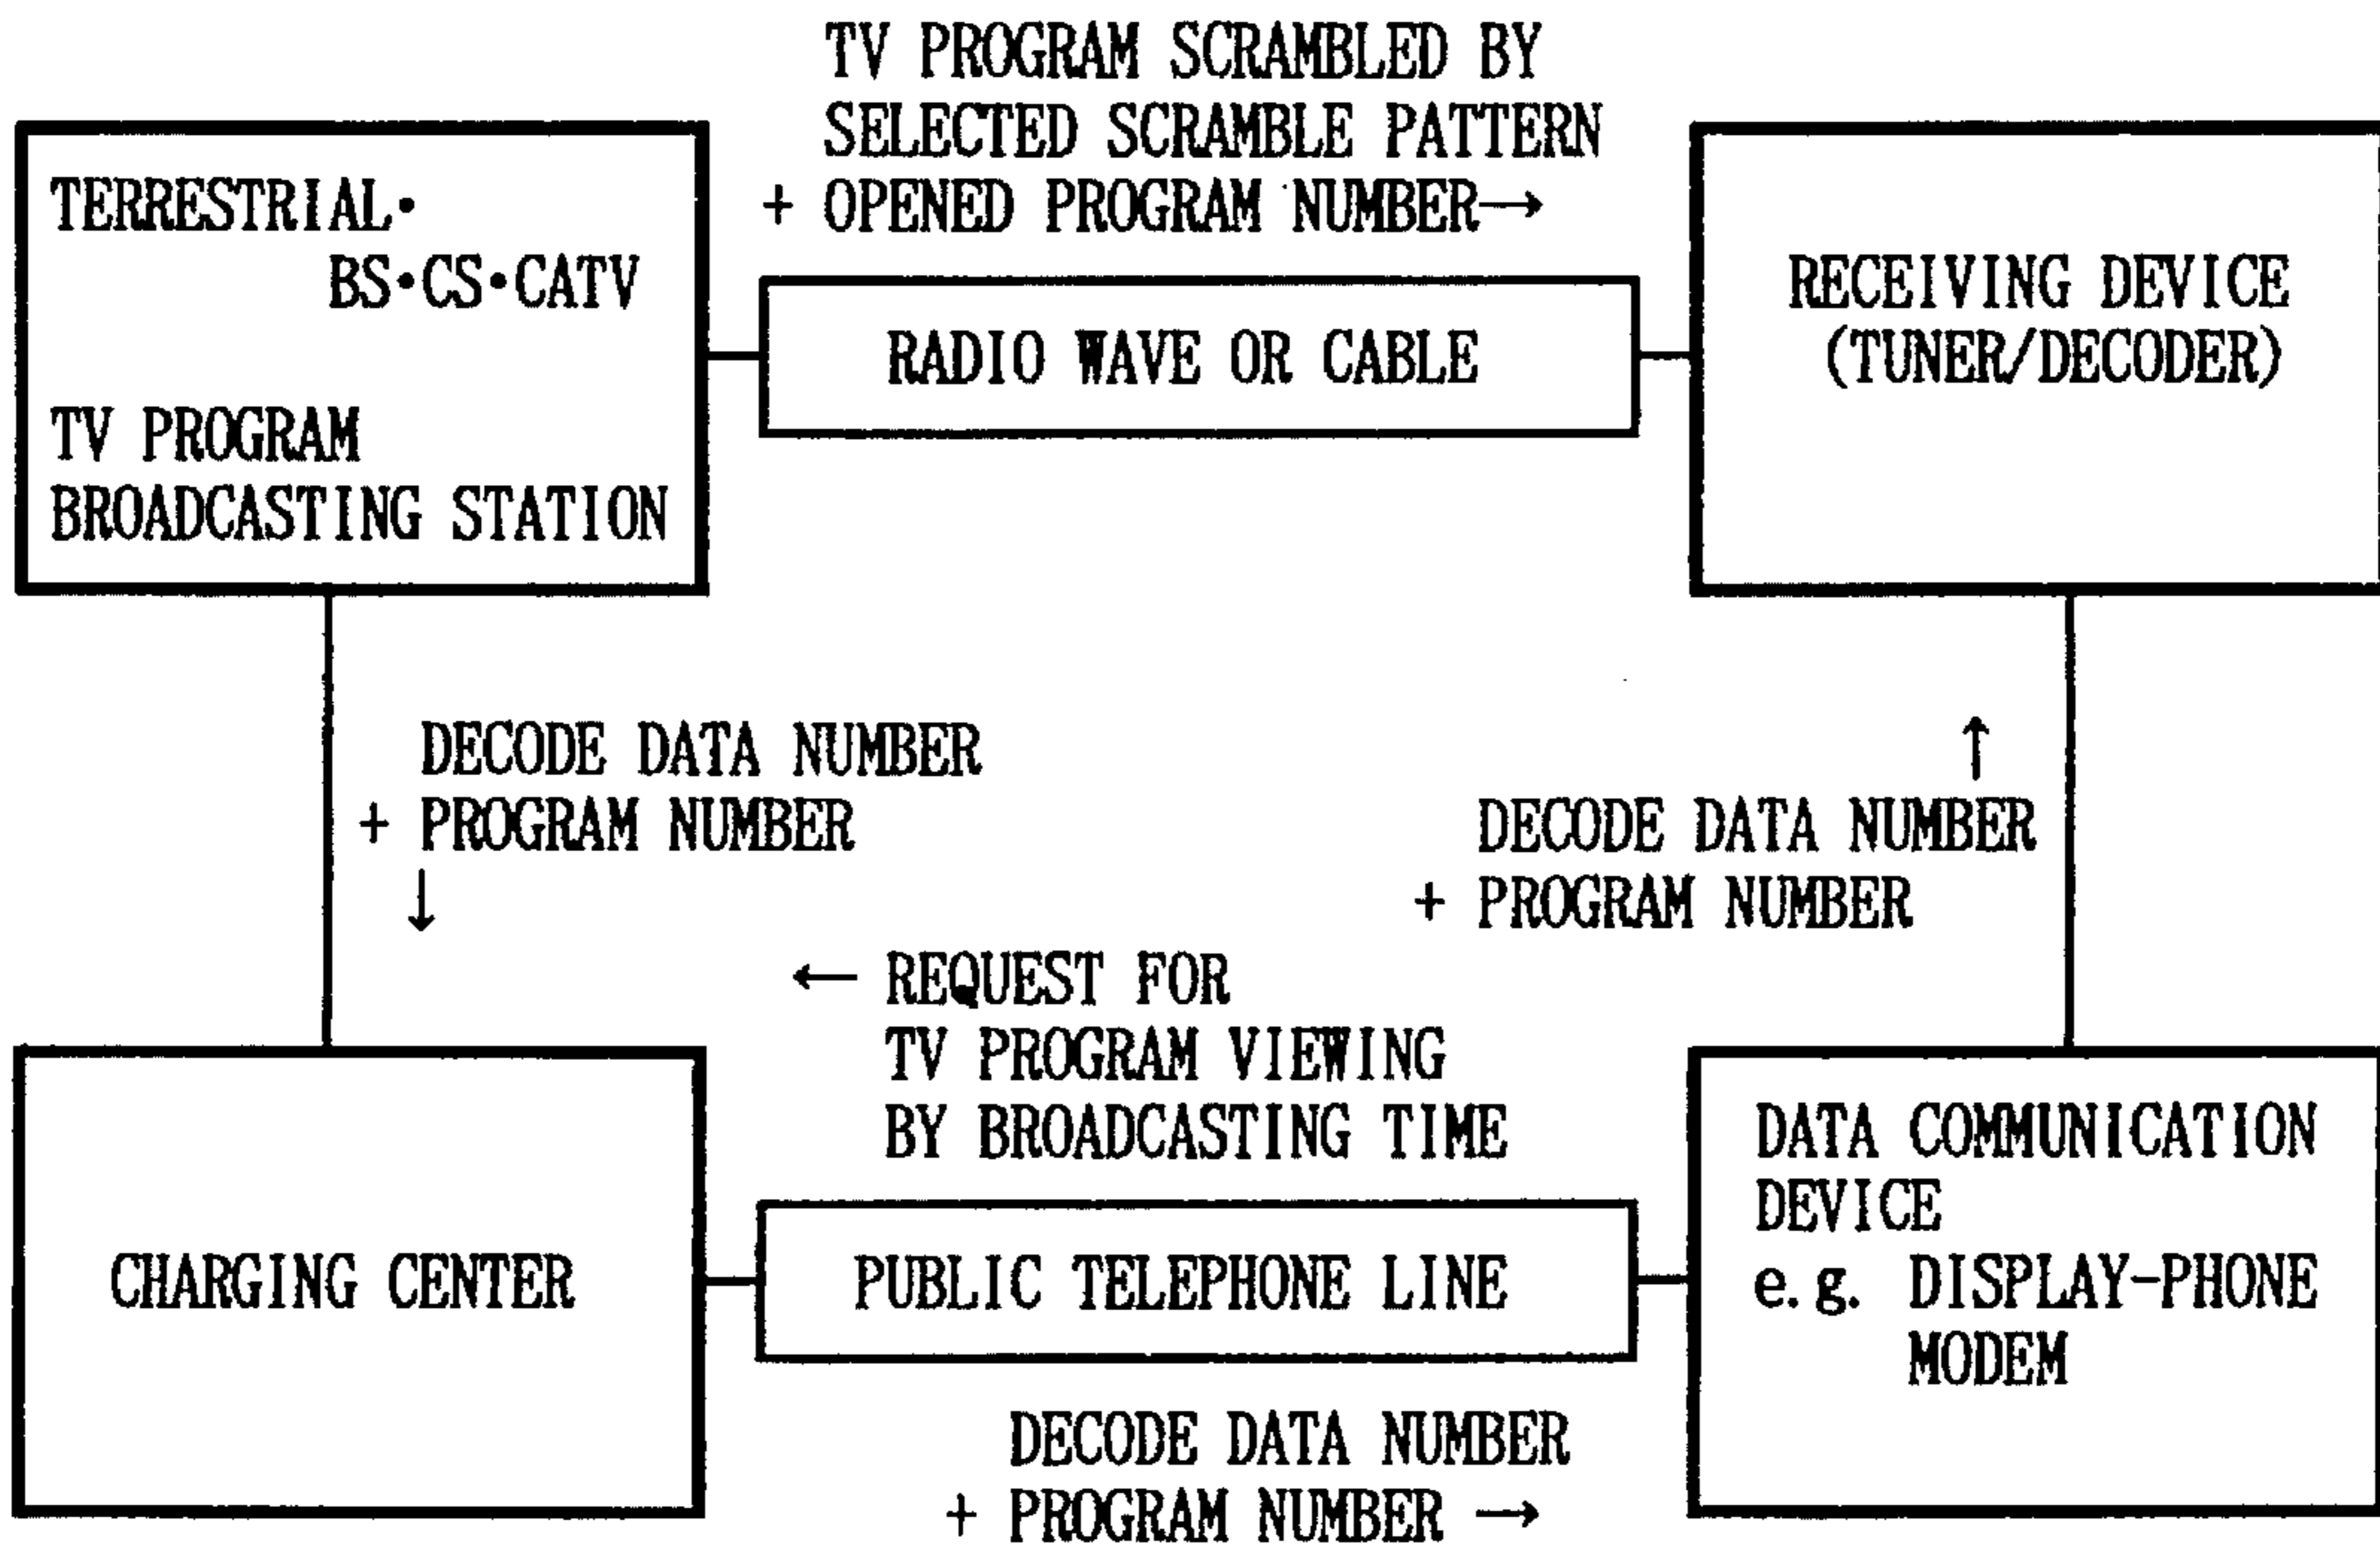 TV PROGRAM SCRAMBLED BY
SELECTED SCRAMBLE PATTERN
+ OPENED PROGRAM NUMBER→
TERRESTRIAL·
BS·CS·CATV
TV PROGRAM
BROADCASTING STATION
RADIO WAVE OR CABLE
RECEIVING DEVICE
(TUNER/DECODER)
DECODE DATA NUMBER
+ PROGRAM NUMBER
↓
↑
DECODE DATA NUMBER
+ PROGRAM NUMBER
← REQUEST FOR
TV PROGRAM VIEWING
BY BROADCASTING TIME
CHARGING CENTER
PUBLIC TELEPHONE LINE
DATA COMMUNICATION
DEVICE
e.g. DISPLAY-PHONE
MODEM
DECODE DATA NUMBER
+ PROGRAM NUMBER →